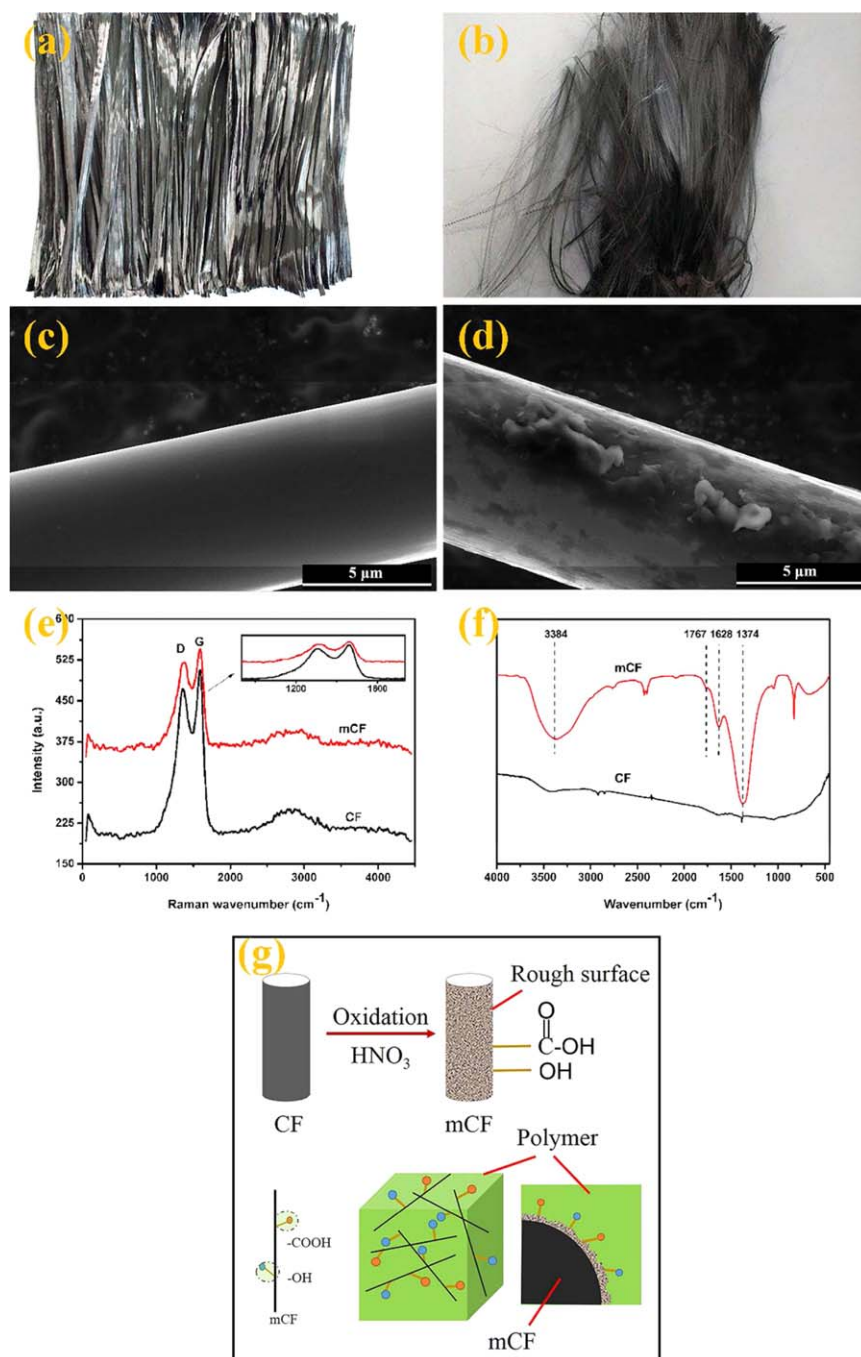 (a)
(b)
(c)
5 μm
(d)
5 μm
(e)
600
525
450
375
300
225
150
Intensity (a.u.)
D G
1200 1600
mCF
CF
0 1000 2000 3000 4000
Raman wavenumber (cm-1)
(f)
3384 1767 1628 1374
mCF
CF
4000 3500 3000 2500 2000 1500 1000 500
Wavenumber (cm-1)
(g)
Rough surface
Oxidation
HNO3
O
C-OH
OH
CF
mCF
Polymer
-COOH
-OH
mCF
mCF